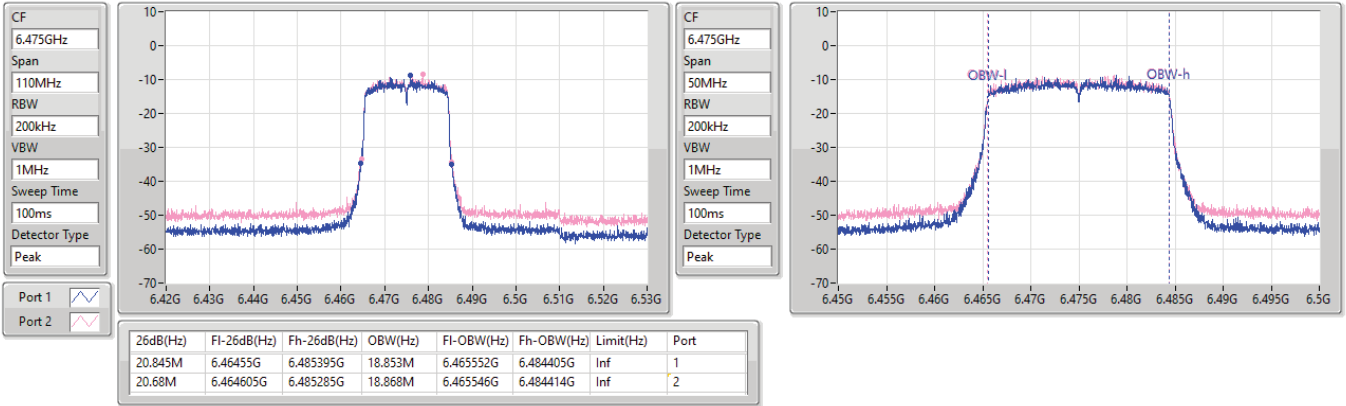 CF
6.475GHz
Span
110MHz
RBW
200kHz
VBW
1MHz
Sweep Time
100ms
Detector Type
Peak
Port 1
Port 2
10-
0-
-10-
-20-
-30-
-40-
-50-
-60-
-70-
6.42G 6.43G 6.44G 6.45G 6.46G 6.47G 6.48G 6.49G 6.5G 6.51G 6.52G 6.53G
CF
6.475GHz
Span
50MHz
RBW
200kHz
VBW
1MHz
Sweep Time
100ms
Detector Type
Peak
10-
0-
-10-
-20-
-30-
-40-
-50-
-60-
-70-
OBW-l OBW-h
6.45G 6.455G 6.46G 6.465G 6.47G 6.475G 6.48G 6.485G 6.49G 6.495G 6.5G
26dB(Hz) Fl-26dB(Hz) Fh-26dB(Hz) OBW(Hz) Fl-OBW(Hz) Fh-OBW(Hz) Limit(Hz) Port
20.845M 6.46455G 6.485395G 18.853M 6.465552G 6.484405G Inf 1
20.68M 6.464605G 6.485285G 18.868M 6.465546G 6.484414G Inf 2